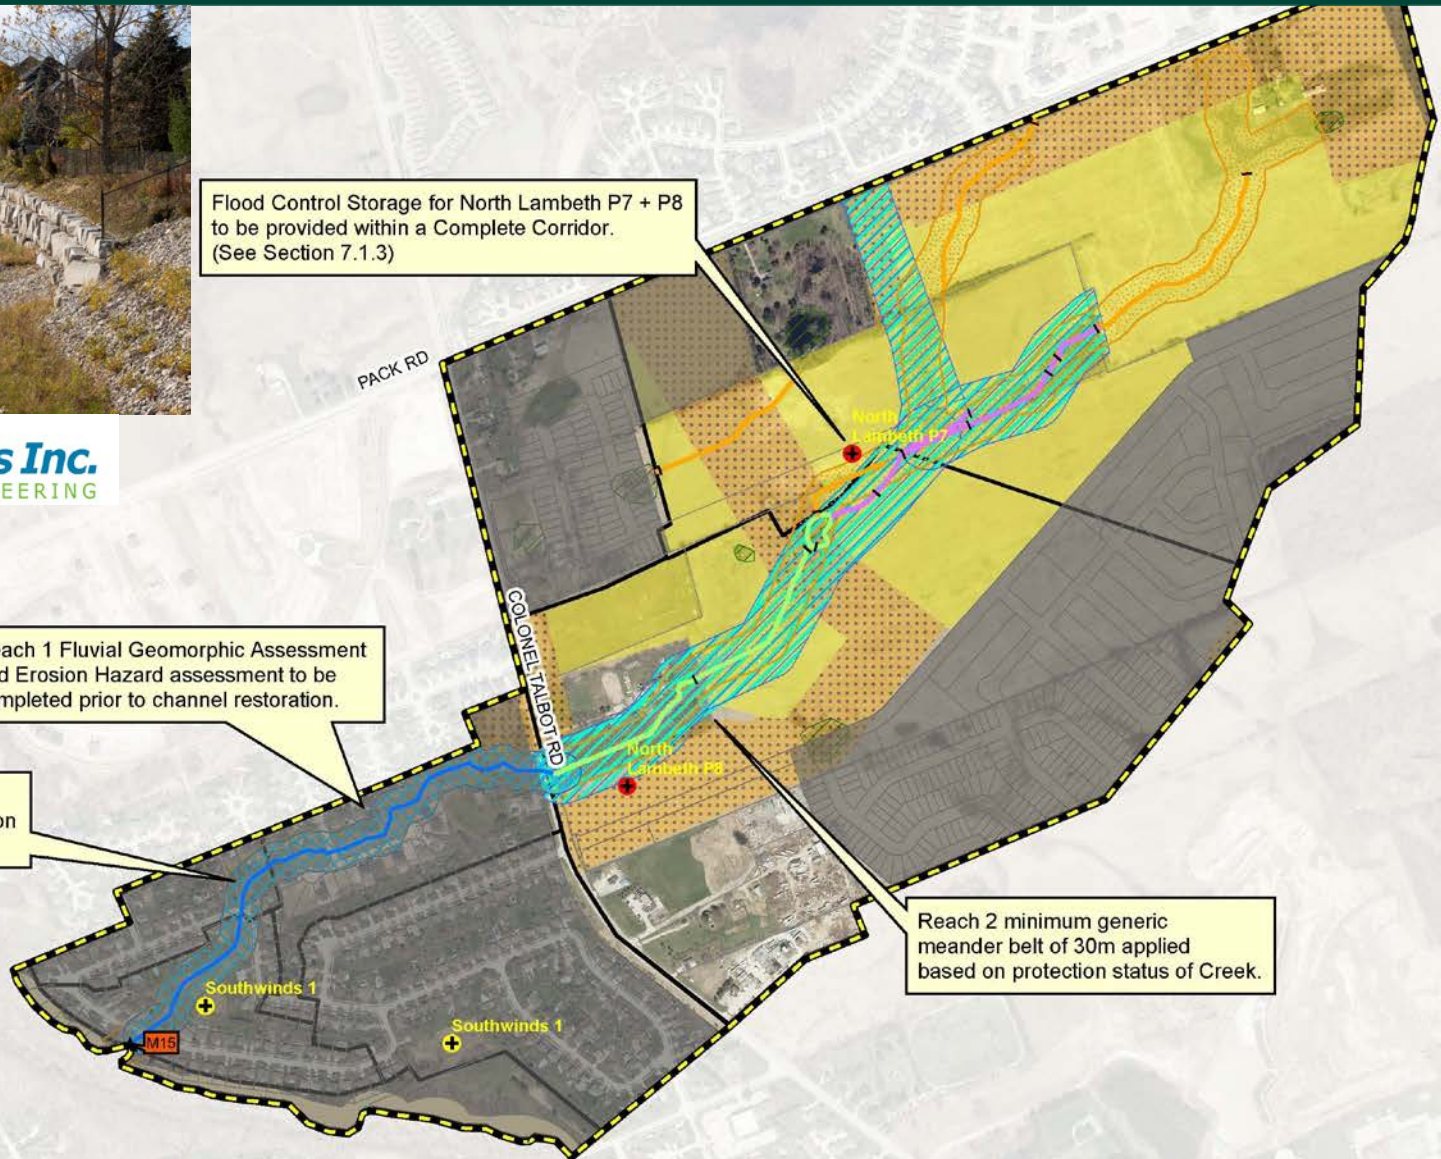 Flood Control Storage for North Lambeth P7 + P8
to be provided within a Complete Corridor.
(See Section 7.1.3)
PACK RD
s Inc.
EERING
North
Lambeth P7
COLONEL TALBOT RD
each 1 Fluvial Geomorphic Assessment
d Erosion Hazard assessment to be
mpleted prior to channel restoration.
North
Lambeth P8
on
Reach 2 minimum generic
meander belt of 30m applied
based on protection status of Creek.
Southwinds 1
Southwinds 1
M15